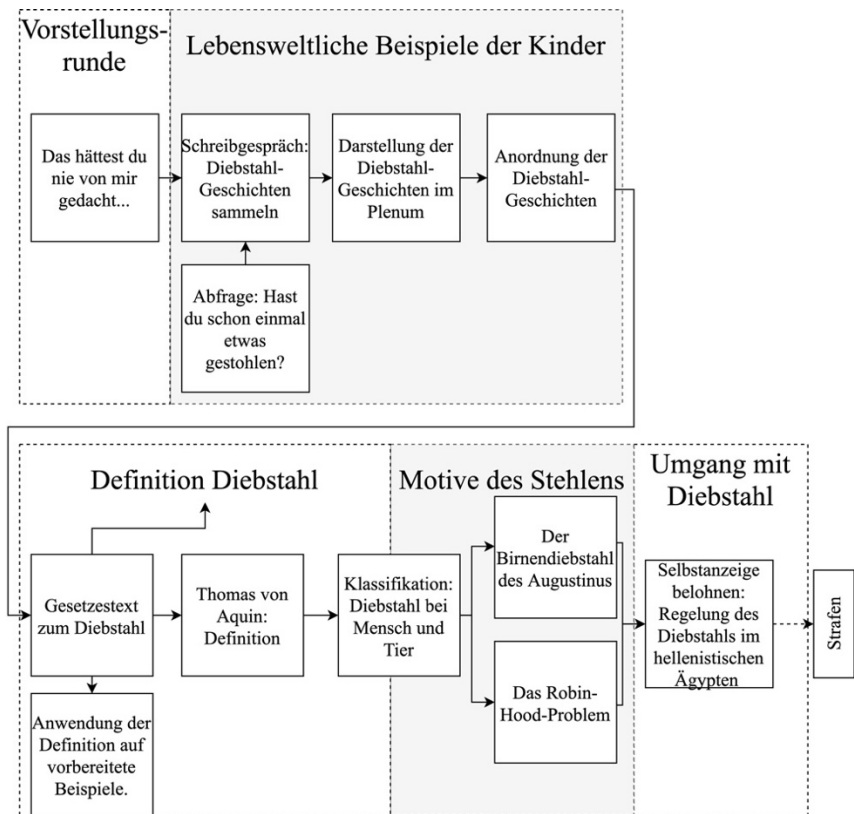 Vorstellungs-
runde
Lebensweltliche Beispiele der Kinder
Das hättest du
nie von mir
gedacht...
Schreibgespräch:
Diebstahl-
Geschichten
sammeln
Darstellung der
Diebstahl-
Geschichten im
Plenum
Anordnung der
Diebstahl-
Geschichten
Abfrage: Hast
du schon einmal
etwas
gestohlen?
Definition Diebstahl
Motive des Stehlens
Umgang mit
Diebstahl
Gesetzestext
zum Diebstahl
Thomas von
Aquin:
Definition
Klassifikation:
Diebstahl bei
Mensch und
Tier
Der
Birnendiebstahl
des Augustinus
Das Robin-
Hood-Problem
Selbstanzeige
belohnen:
Regelung des
Diebstahls im
hellenistischen
Ägypten
Strafen
Anwendung der
Definition auf
vorbereitete
Beispiele.